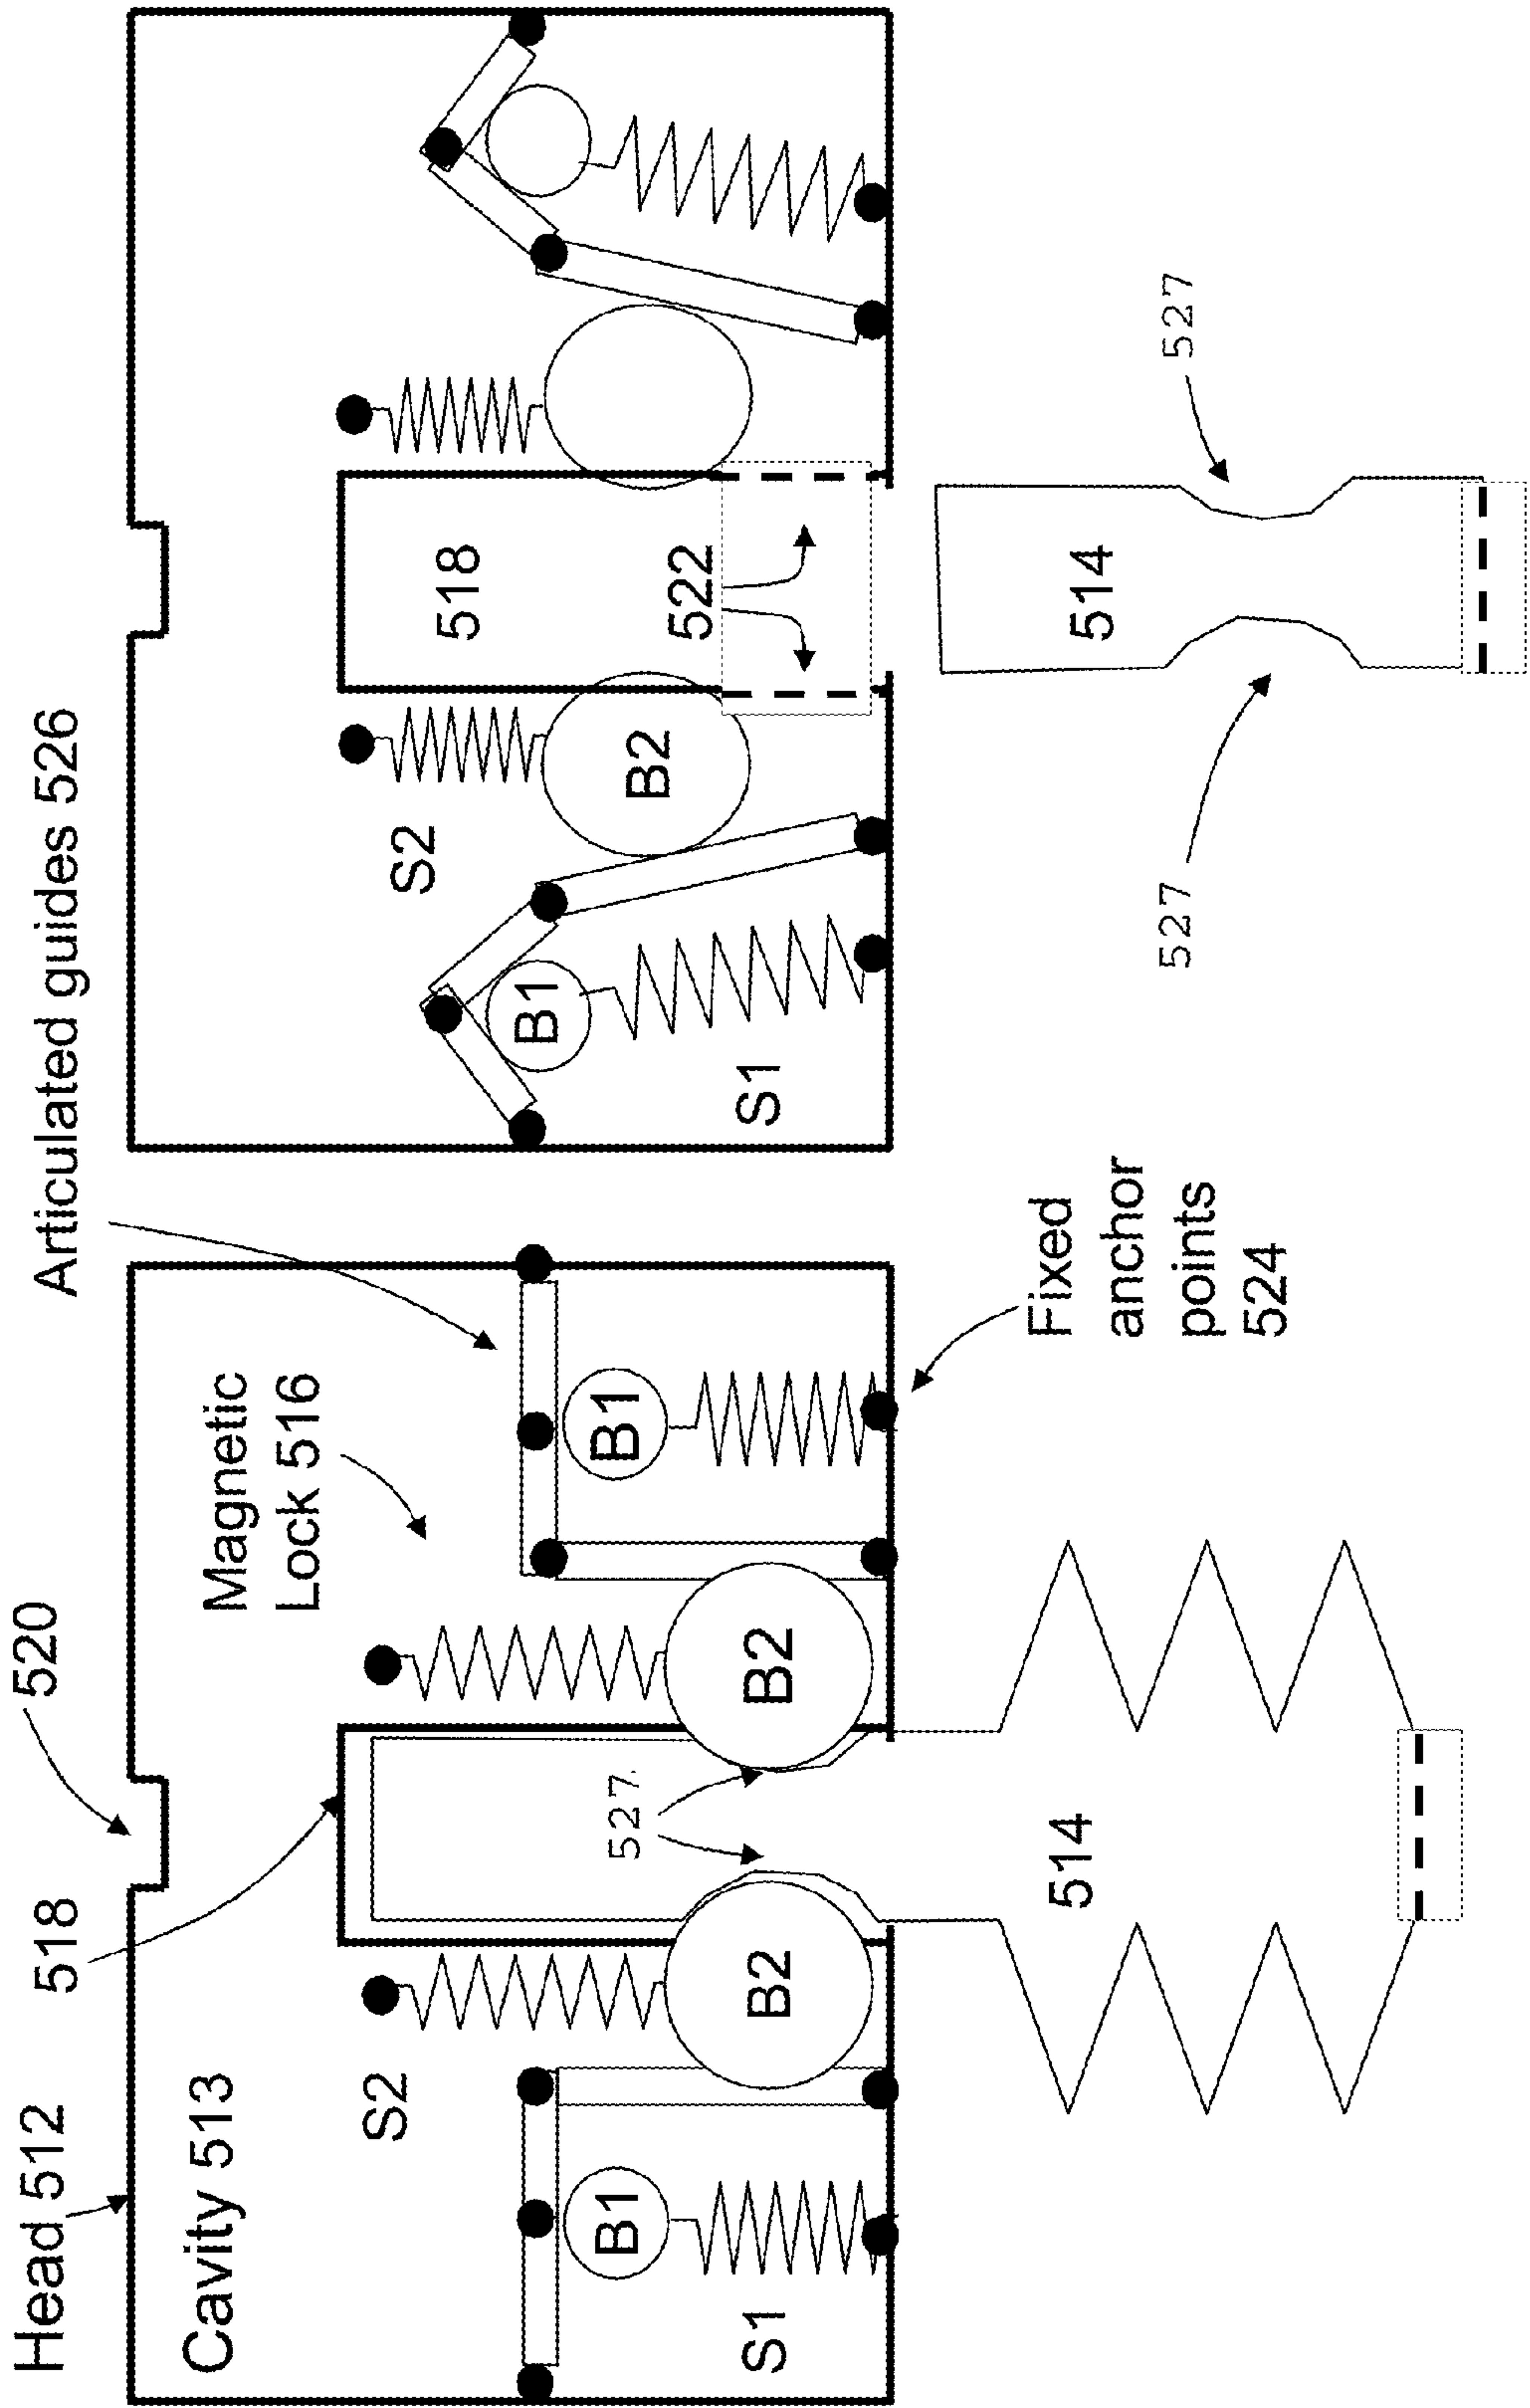 Head 512
518
520
Articulated guides 526
Cavity 513
Magnetic
Lock 516
S2
S2
518
522
527
B1
B1
B2
B2
B1
B2
S1
S1
514
Fixed
anchor
points
524
514
527
527